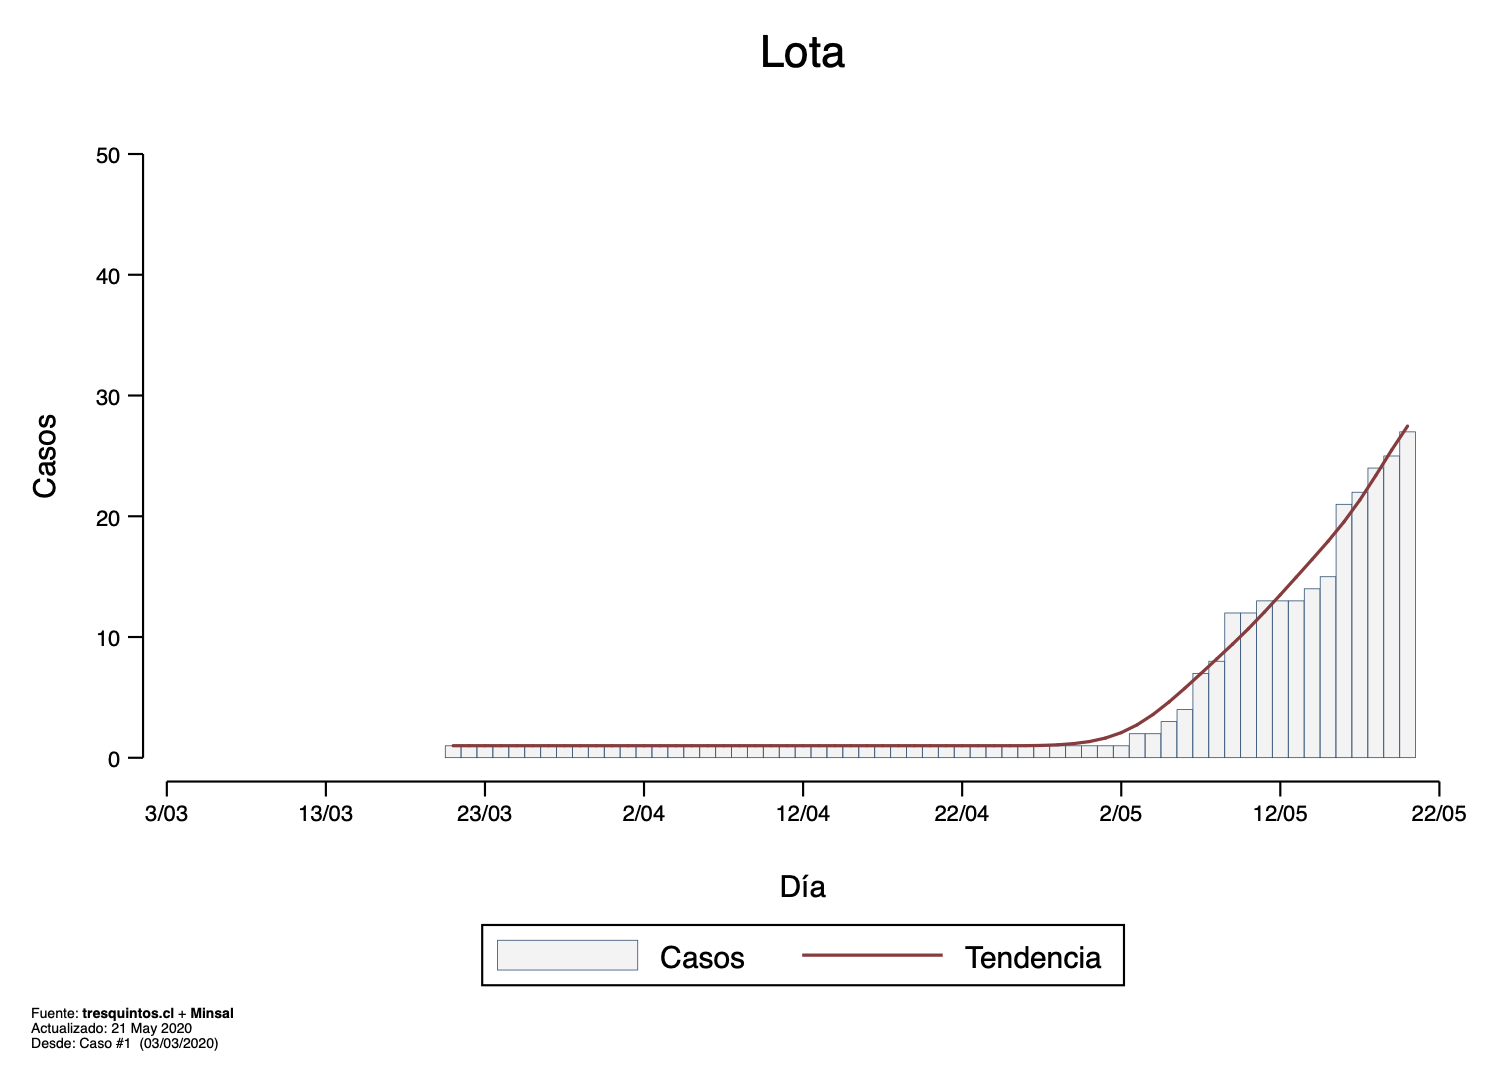 Lota
50
40
30
20
10
0
Casos
3/03 13/03 23/03 2/04 12/04 22/04 2/05 12/05 22/05
Día
Casos Tendencia
Fuente: tresquintos.cl + Minsal
Actualizado: 21 May 2020
Desde: Caso #1 (03/03/2020)